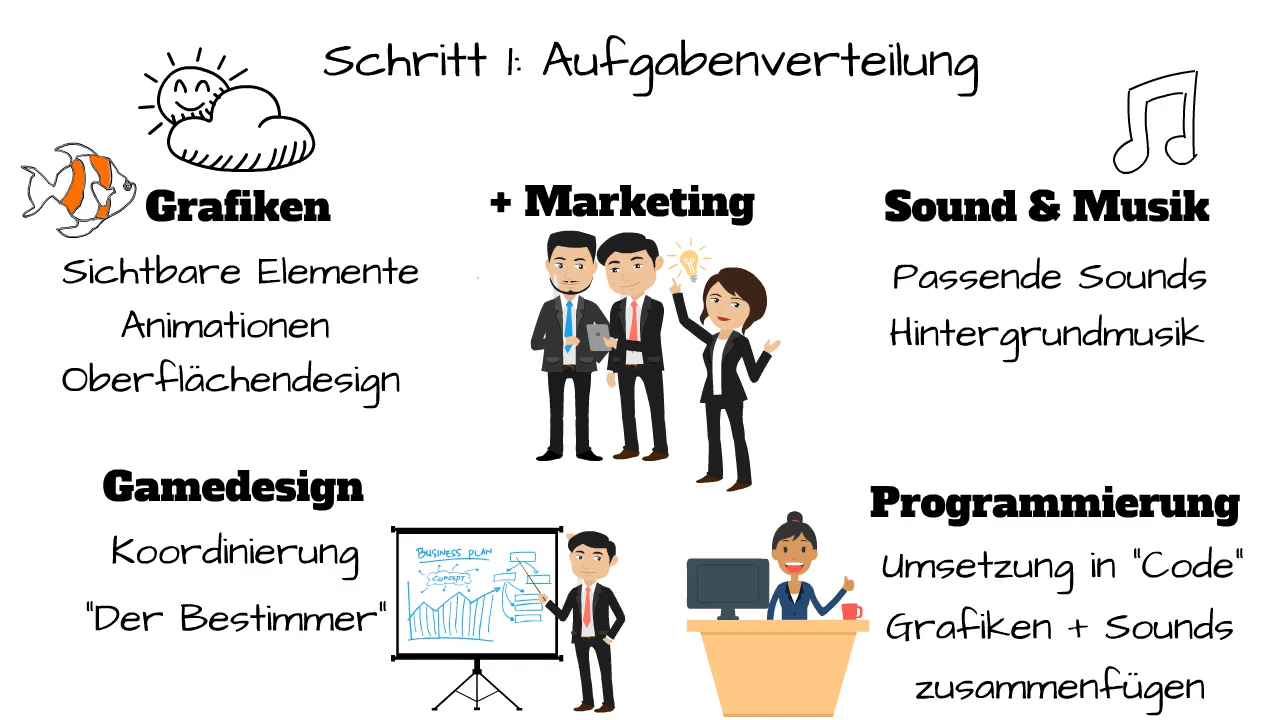 Schritt 1: Aufgabenverteilung
Grafiken
Sichtbare Elemente
Animationen
Oberflächendesign
+ Marketing
Sound & Musik
Passende Sounds
Hintergrundmusik
Gamedesign
Koordinierung
"Der Bestimmer"
BUSINESS PLAN
CONCEPT
Programmierung
Umsetzung in "Code"
Grafiken + Sounds
zusammenfügen